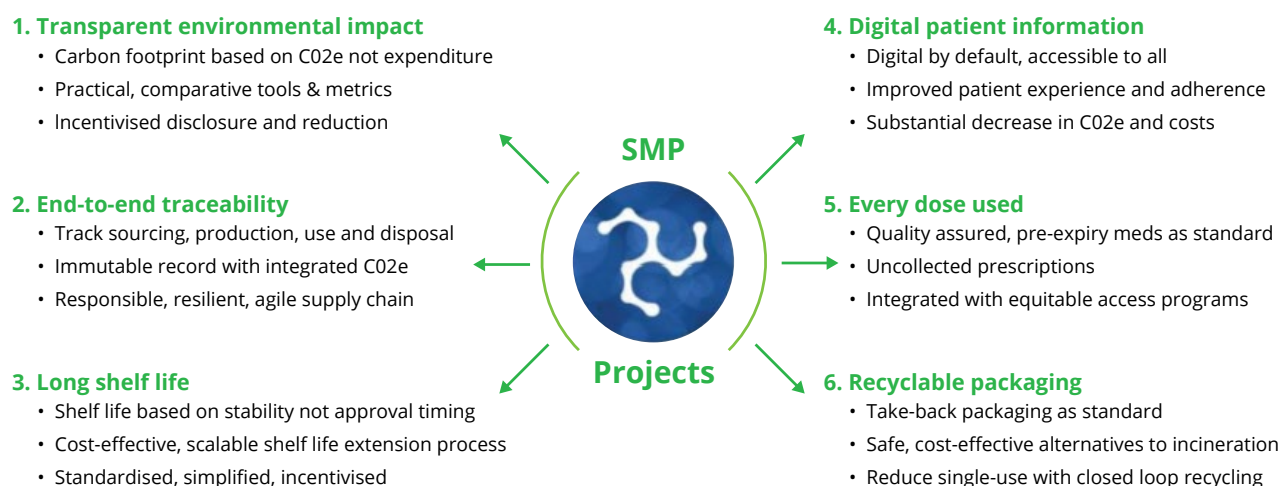 1. Transparent environmental impact
• Carbon footprint based on C02e not expenditure
• Practical, comparative tools & metrics
• Incentivised disclosure and reduction
2. End-to-end traceability
• Track sourcing, production, use and disposal
• Immutable record with integrated C02e
• Responsible, resilient, agile supply chain
3. Long shelf life
• Shelf life based on stability not approval timing
• Cost-effective, scalable shelf life extension process
• Standardised, simplified, incentivised
SMP
Projects
4. Digital patient information
• Digital by default, accessible to all
• Improved patient experience and adherence
• Substantial decrease in C02e and costs
5. Every dose used
• Quality assured, pre-expiry meds as standard
• Uncollected prescriptions
• Integrated with equitable access programs
6. Recyclable packaging
• Take-back packaging as standard
• Safe, cost-effective alternatives to incineration
• Reduce single-use with closed loop recycling